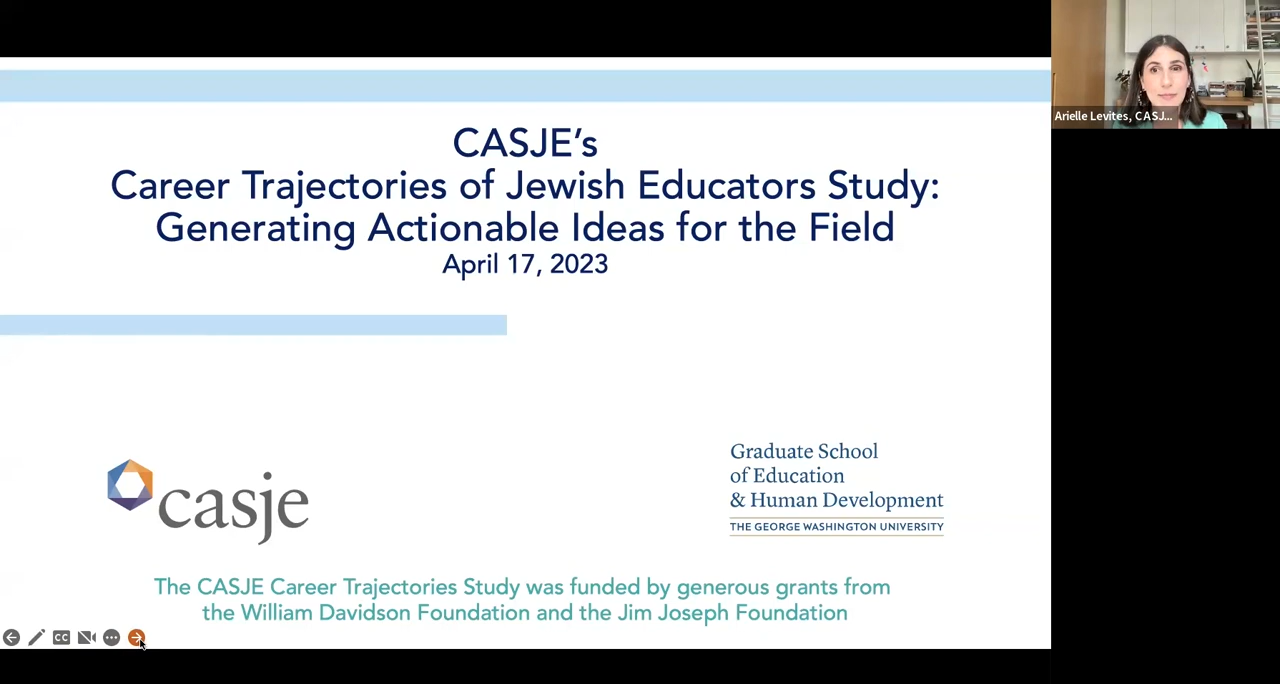 CASJE's
Career Trajectories of Jewish Educators Study:
Generating Actionable Ideas for the Field
April 17, 2023
casje
Graduate School
of Education
& Human Development
THE GEORGE WASHINGTON UNIVERSITY
The CASJE Career Trajectories Study was funded by generous grants from
the William Davidson Foundation and the Jim Joseph Foundation
CC
Arielle Levites, CASJ...